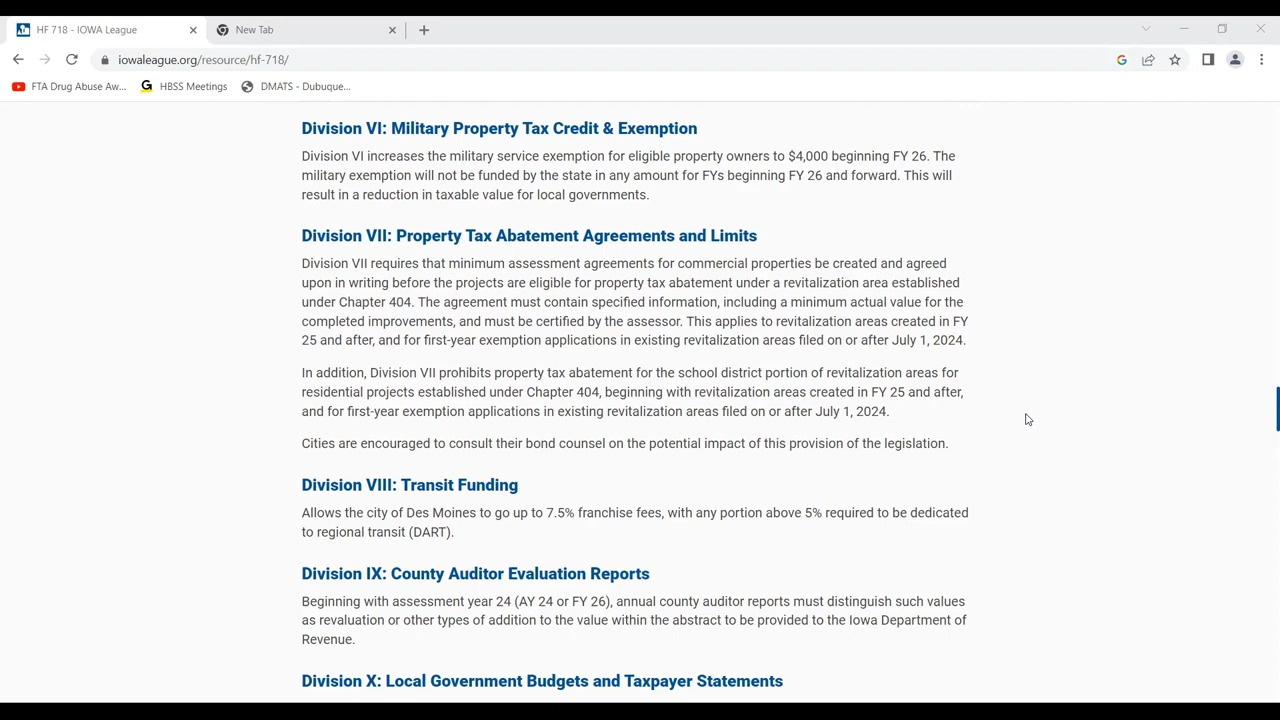 HF 718 - IOWA League
New Tab
iowaleague.org/resource/hf-718/
FTA Drug Abuse Aw...
HBSS Meetings
DMATS - Dubuque...
Division VI: Military Property Tax Credit & Exemption
Division VI increases the military service exemption for eligible property owners to $4,000 beginning FY 26. The
military exemption will not be funded by the state in any amount for FYs beginning FY 26 and forward. This will
result in a reduction in taxable value for local governments.
Division VII: Property Tax Abatement Agreements and Limits
Division VII requires that minimum assessment agreements for commercial properties be created and agreed
upon in writing before the projects are eligible for property tax abatement under a revitalization area established
under Chapter 404. The agreement must contain specified information, including a minimum actual value for the
completed improvements, and must be certified by the assessor. This applies to revitalization areas created in FY
25 and after, and for first-year exemption applications in existing revitalization areas filed on or after July 1, 2024.
In addition, Division VII prohibits property tax abatement for the school district portion of revitalization areas for
residential projects established under Chapter 404, beginning with revitalization areas created in FY 25 and after,
and for first-year exemption applications in existing revitalization areas filed on or after July 1, 2024.
Cities are encouraged to consult their bond counsel on the potential impact of this provision of the legislation.
Division VIII: Transit Funding
Allows the city of Des Moines to go up to 7.5% franchise fees, with any portion above 5% required to be dedicated
to regional transit (DART).
Division IX: County Auditor Evaluation Reports
Beginning with assessment year 24 (AY 24 or FY 26), annual county auditor reports must distinguish such values
as revaluation or other types of addition to the value within the abstract to be provided to the Iowa Department of
Revenue.
Division X: Local Government Budgets and Taxpayer Statements